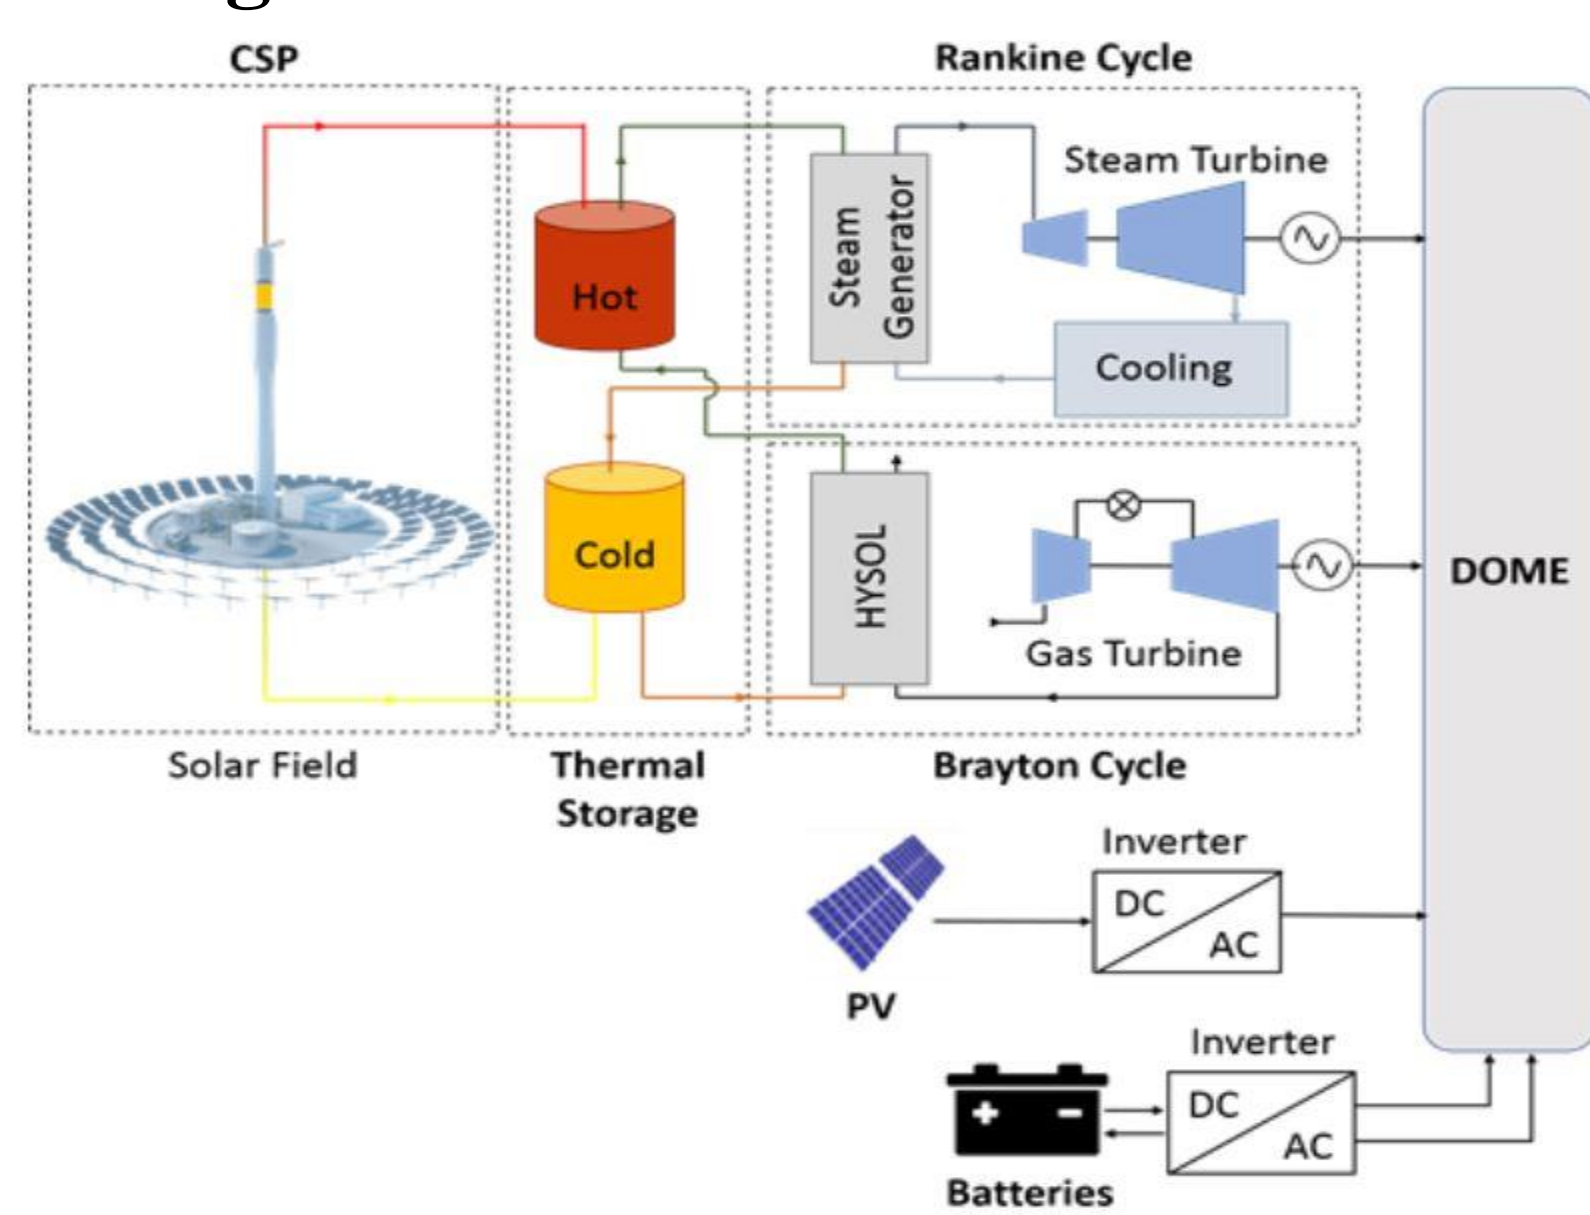 CSP
Rankine Cycle
Steam Turbine
Steam
Generator
Hot
Cooling
Cold
HYSOL
DOME
Gas Turbine
Solar Field
Thermal
Storage
Brayton Cycle
Inverter
DC
AC
PV
Inverter
DC
AC
+ -
Batteries